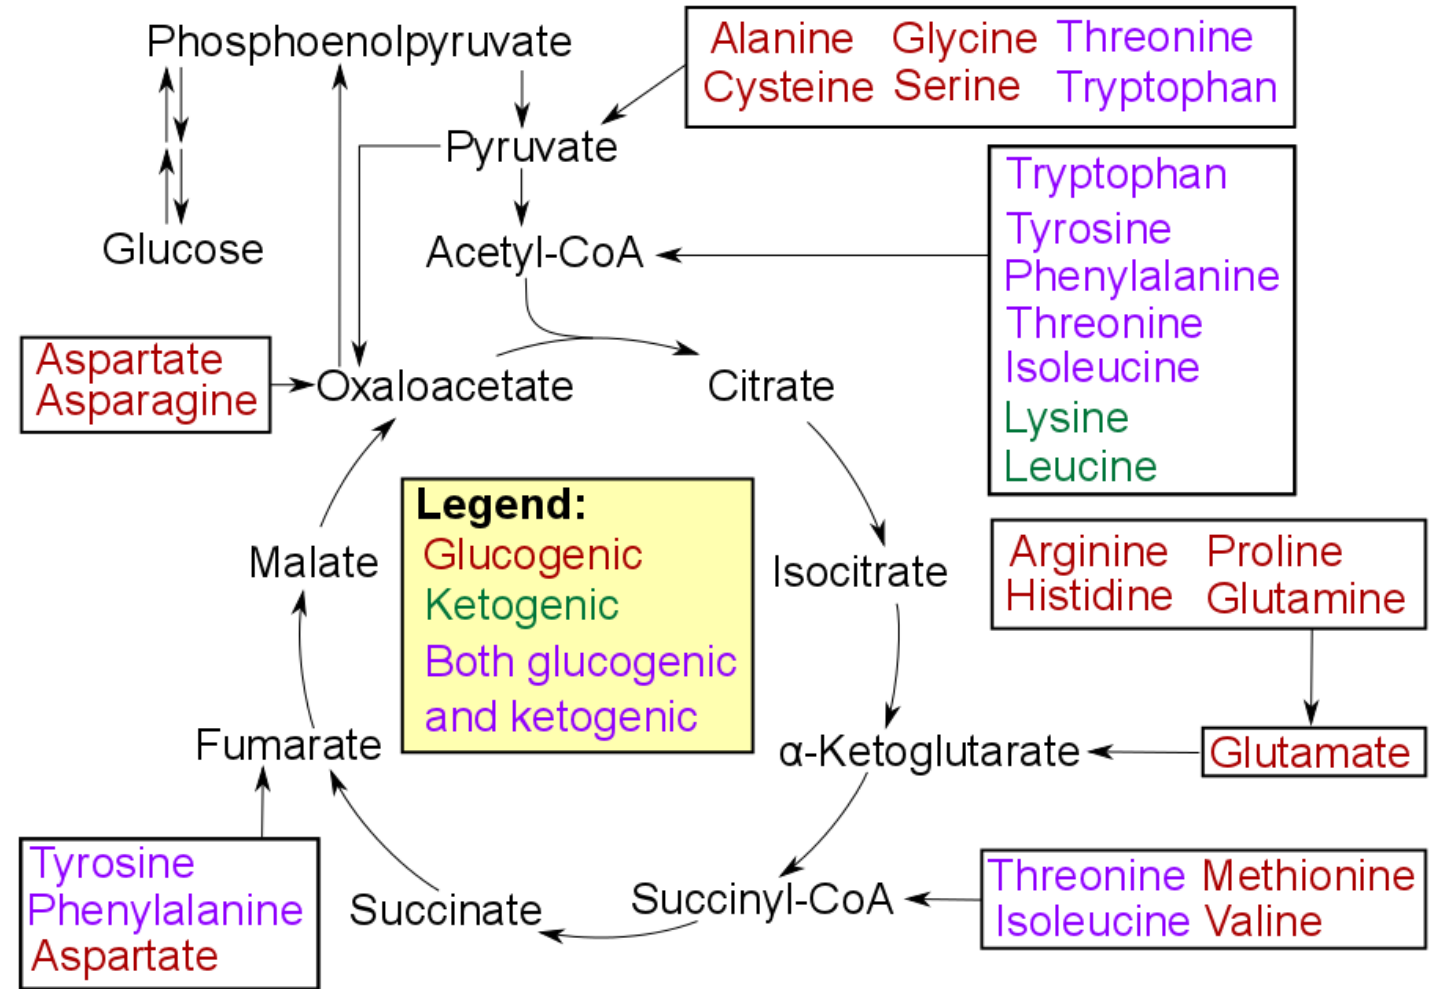 Phosphoenolpyruvate
Alanine Glycine Threonine
Cysteine Serine Tryptophan
Pyruvate
Tryptophan
Tyrosine
Phenylalanine
Threonine
Isoleucine
Lysine
Leucine
Glucose
Acetyl-CoA
Aspartate
Asparagine
Oxaloacetate
Citrate
Legend:
Glucogenic
Ketogenic
Both glucogenic
and ketogenic
Malate
Isocitrate
Arginine Proline
Histidine Glutamine
Fumarate
α-Ketoglutarate
Glutamate
Tyrosine
Phenylalanine
Aspartate
Succinate
Succinyl-CoA
Threonine Methionine
Isoleucine Valine